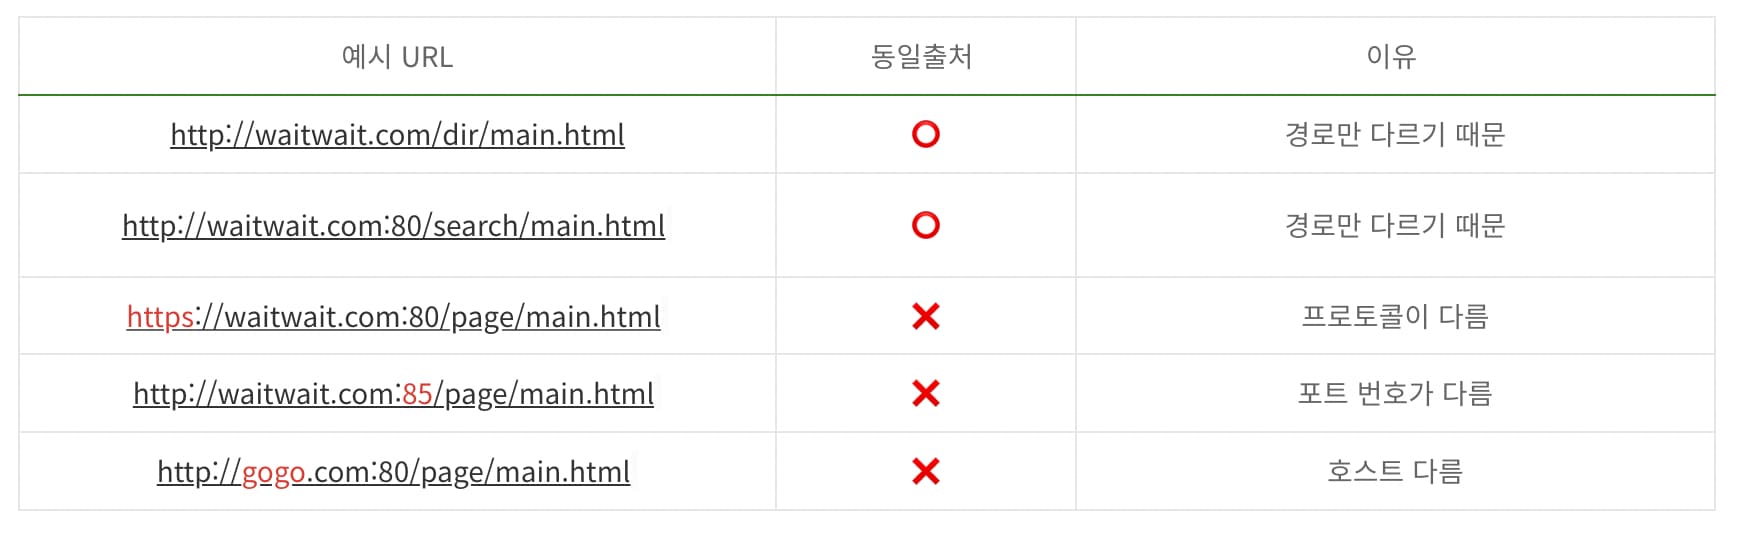 예시 URL 동일출처 이유
http://waitwait.com/dir/main.html ⭕ 경로만 다르기 때문
http://waitwait.com:80/search/main.html ⭕ 경로만 다르기 때문
https://waitwait.com:80/page/main.html ❌ 프로토콜이 다름
http://waitwait.com:85/page/main.html ❌ 포트 번호가 다름
http://gogo.com:80/page/main.html ❌ 호스트 다름